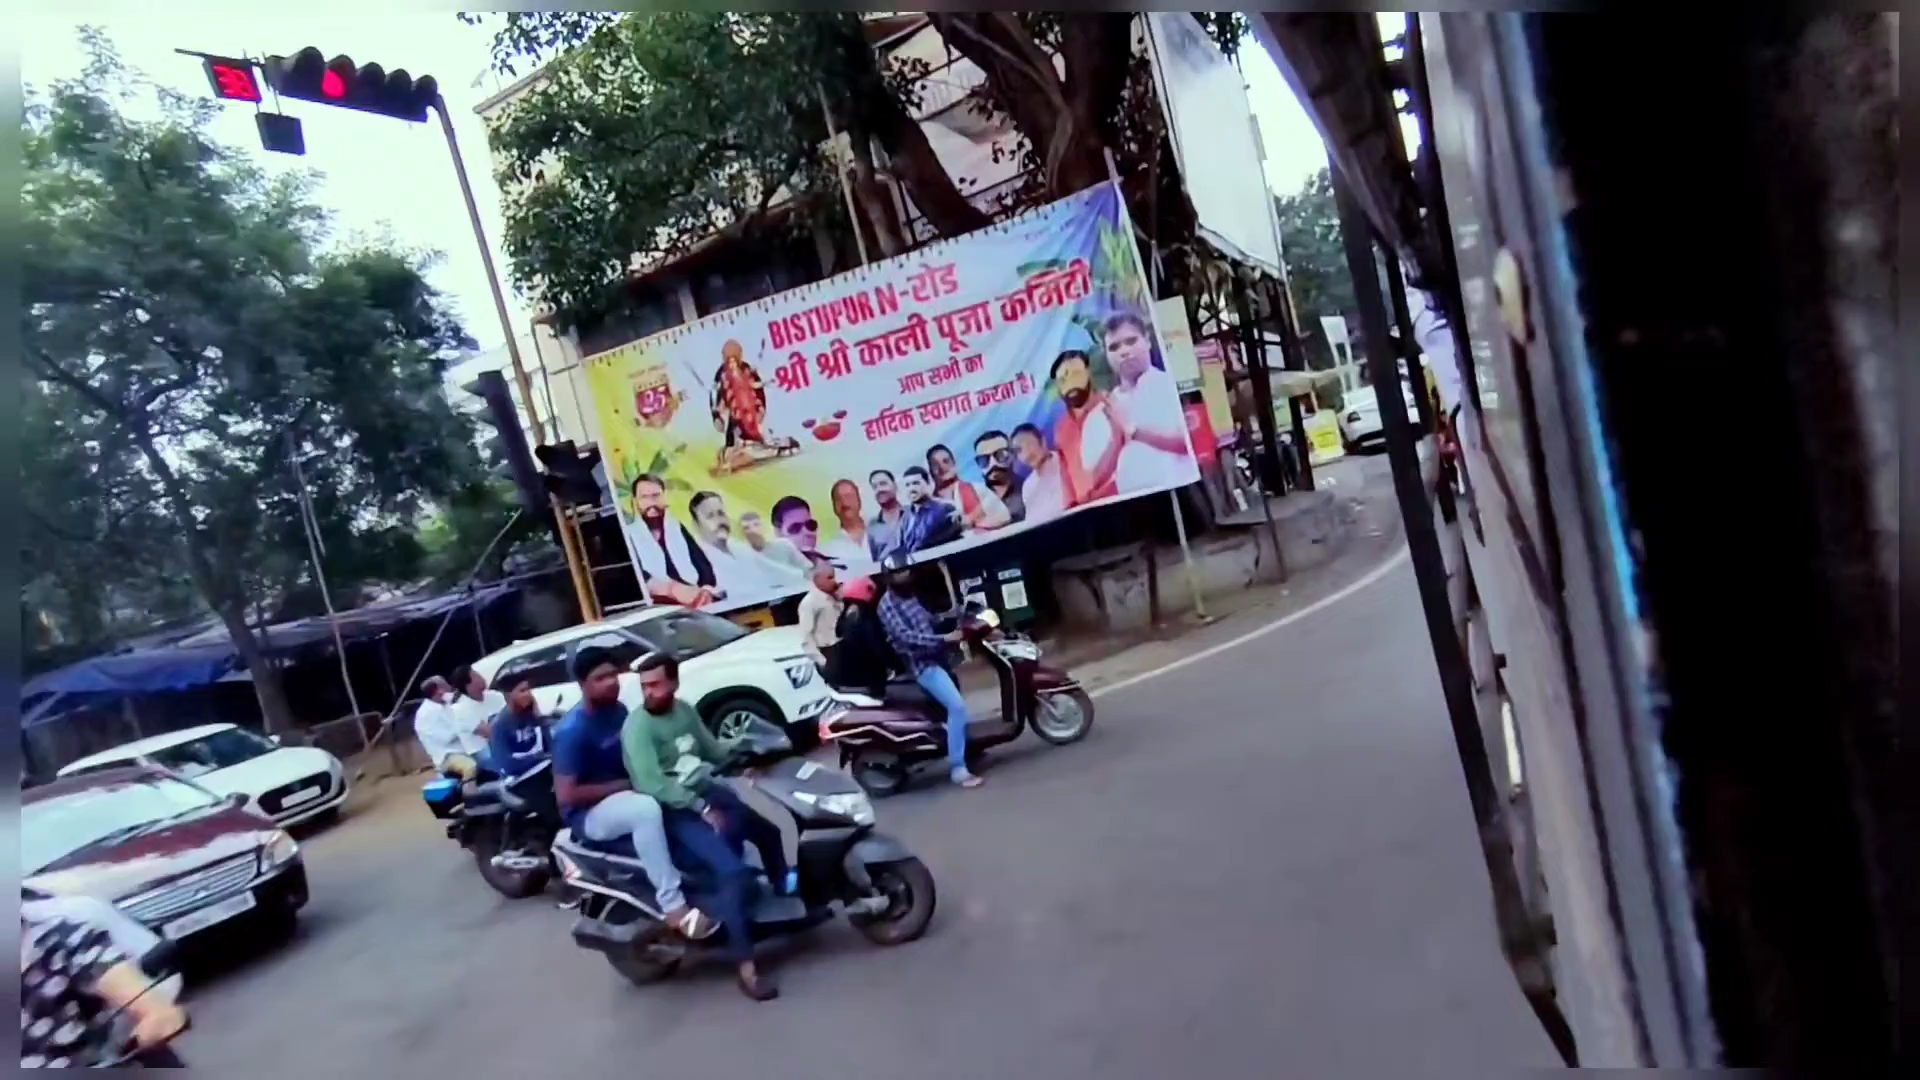 BISTUPUR N-रोड
श्री श्री काली पूजा कमिटी
आप सभी का
हार्दिक स्वागत करता है।